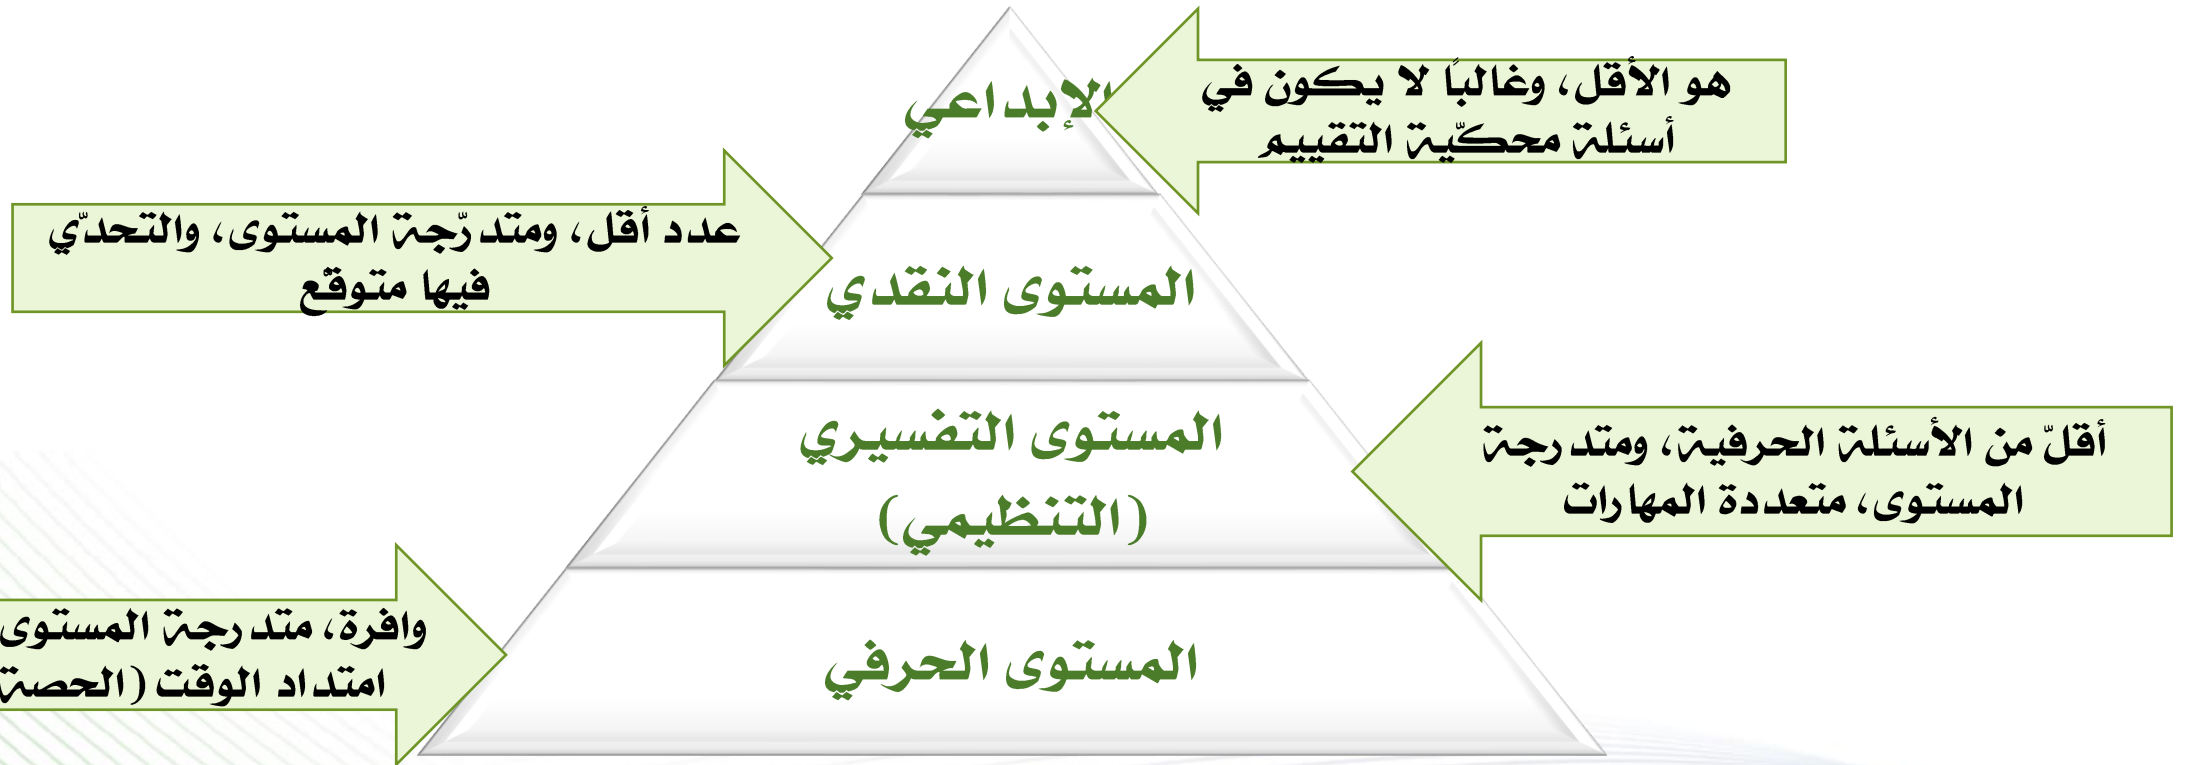 الإبداعي
هو الأقل، وغالبًا لا يكون في
أسئلة محكّية التقييم
المستوى النقدي
عدد أقل، ومتدرّجة المستوى، والتحدّي
فيها متوقّع
المستوى التفسيري
(التنظيمي)
أقلّ من الأسئلة الحرفية، ومتدرجة
المستوى، متعددة المهارات
المستوى الحرفي
وافرة، متدرجة المستوى
امتداد الوقت (الحصة